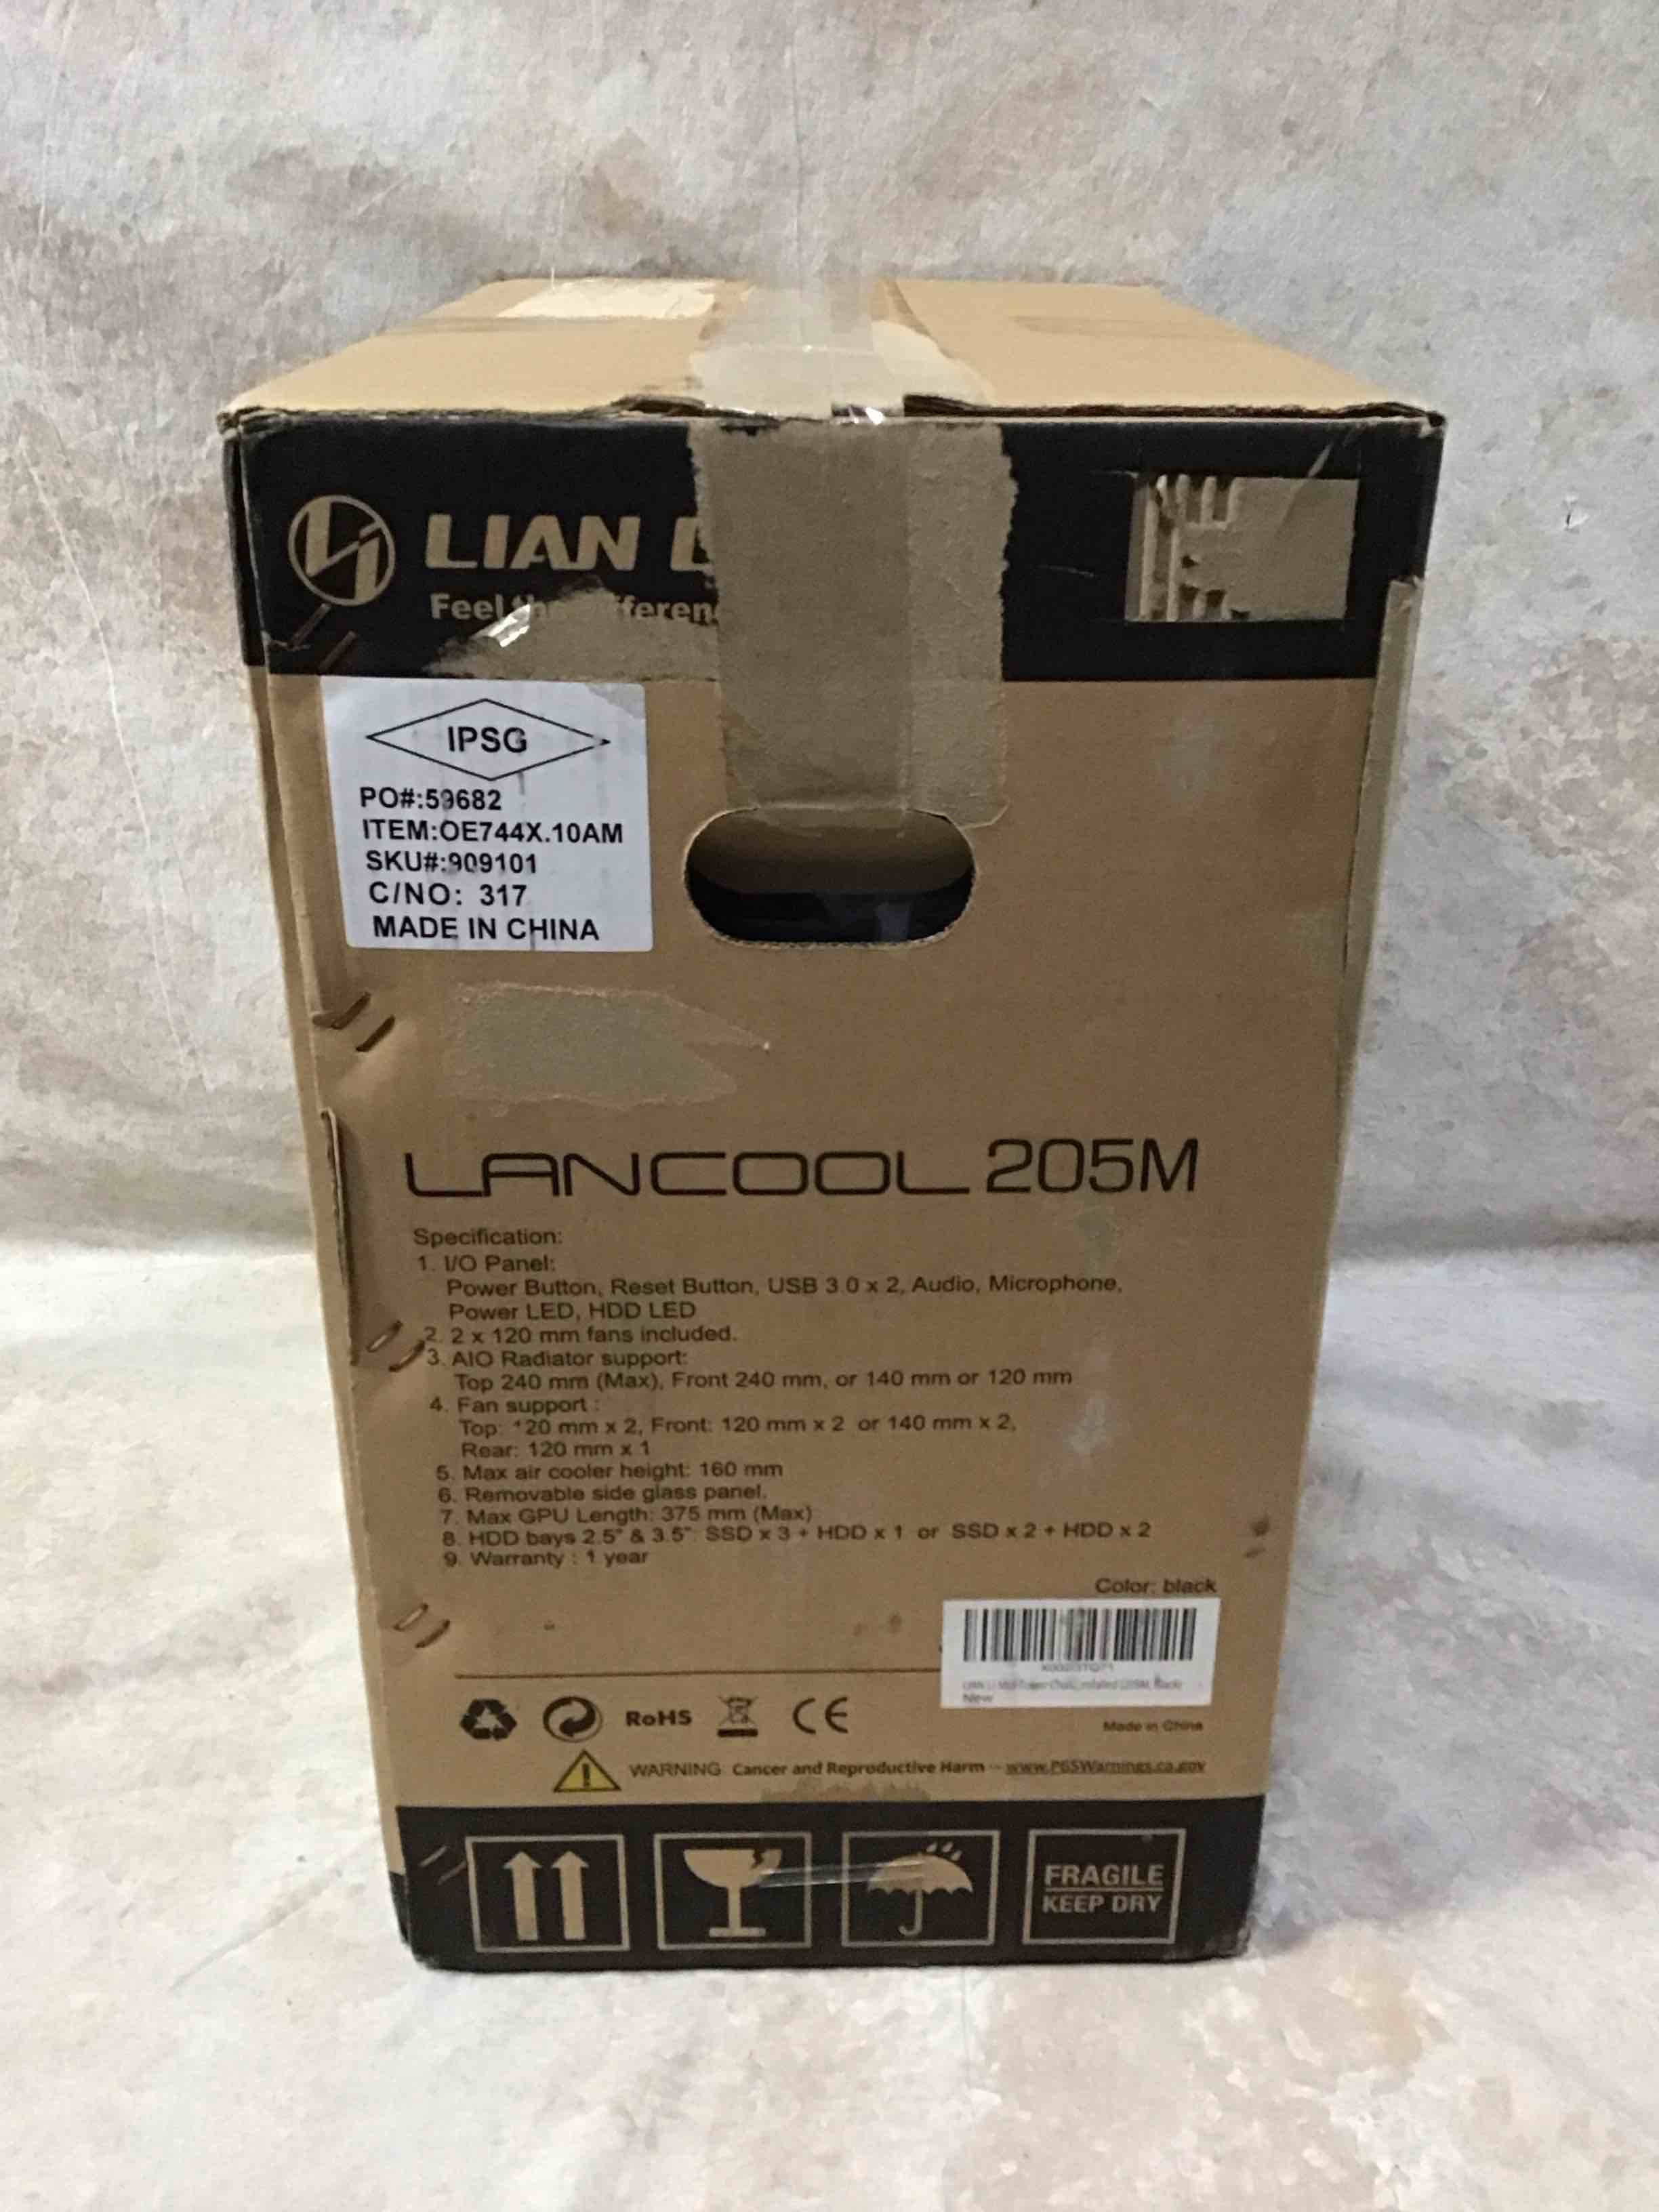 LIAN L
Feel the ifferen
IPSG
PO#:59682
ITEM:OE744X.10AM
SKU#:909101
C/NO: 317
MADE IN CHINA
LANCOOL 205M
Specification:
1. I/O Panel:
Power Button, Reset Button, USB 3.0 x 2, Audio, Microphone,
Power LED, HDD LED
2. 2 x 120 mm fans included.
3. AIO Radiator support:
Top 240 mm (Max), Front 240 mm, or 140 mm or 120 mm
4. Fan support :
Top: 120 mm x 2, Front: 120 mm x 2 or 140 mm x 2,
Rear: 120 mm x 1
5. Max air cooler height: 160 mm
6. Removable side glass panel.
7. Max GPU Length: 375 mm (Max)
8. HDD bays 2.5" & 3.5": SSD x 3 + HDD x 1 or SSD x 2 + HDD x 2
9. Warranty : 1 year
Color: black
New
RoHS CE
Made in China
WARNING Cancer and Reproductive Harm - www.P65Warnings.ca.gov
FRAGILE
KEEP DRY